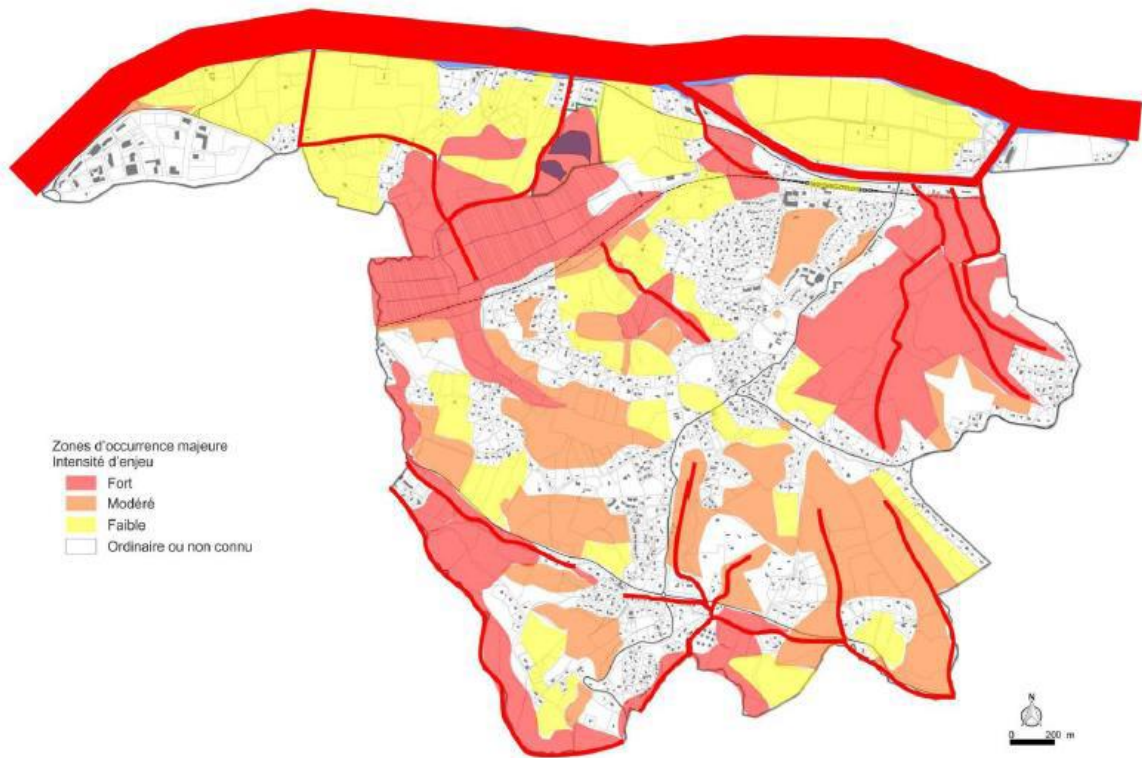 Zones d'occurrence majeure
Intensité d'enjeu
Fort
Modéré
Faible
Ordinaire ou non connu
N
0 200 m